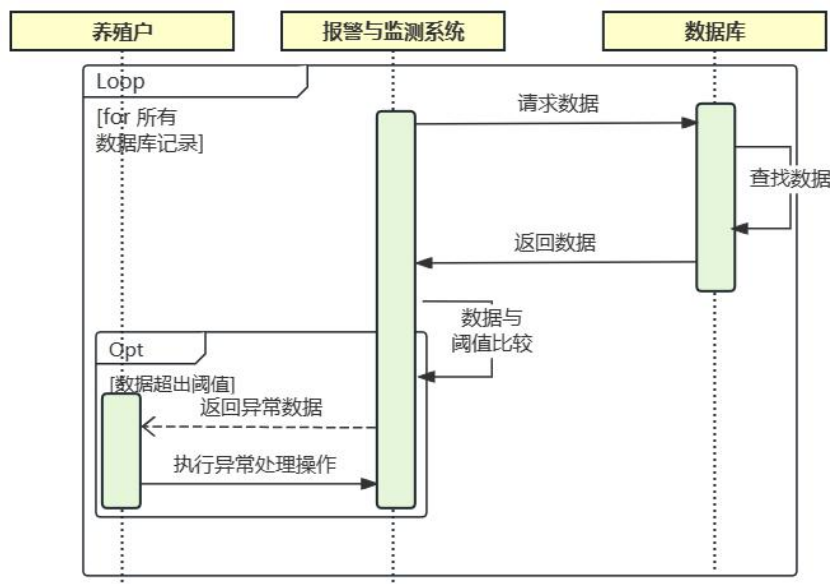 养殖户
报警与监测系统
数据库
Loop
[for 所有
数据库记录]
请求数据
查找数据
返回数据
数据与
阈值比较
Opt
[数据超出阈值]
返回异常数据
执行异常处理操作